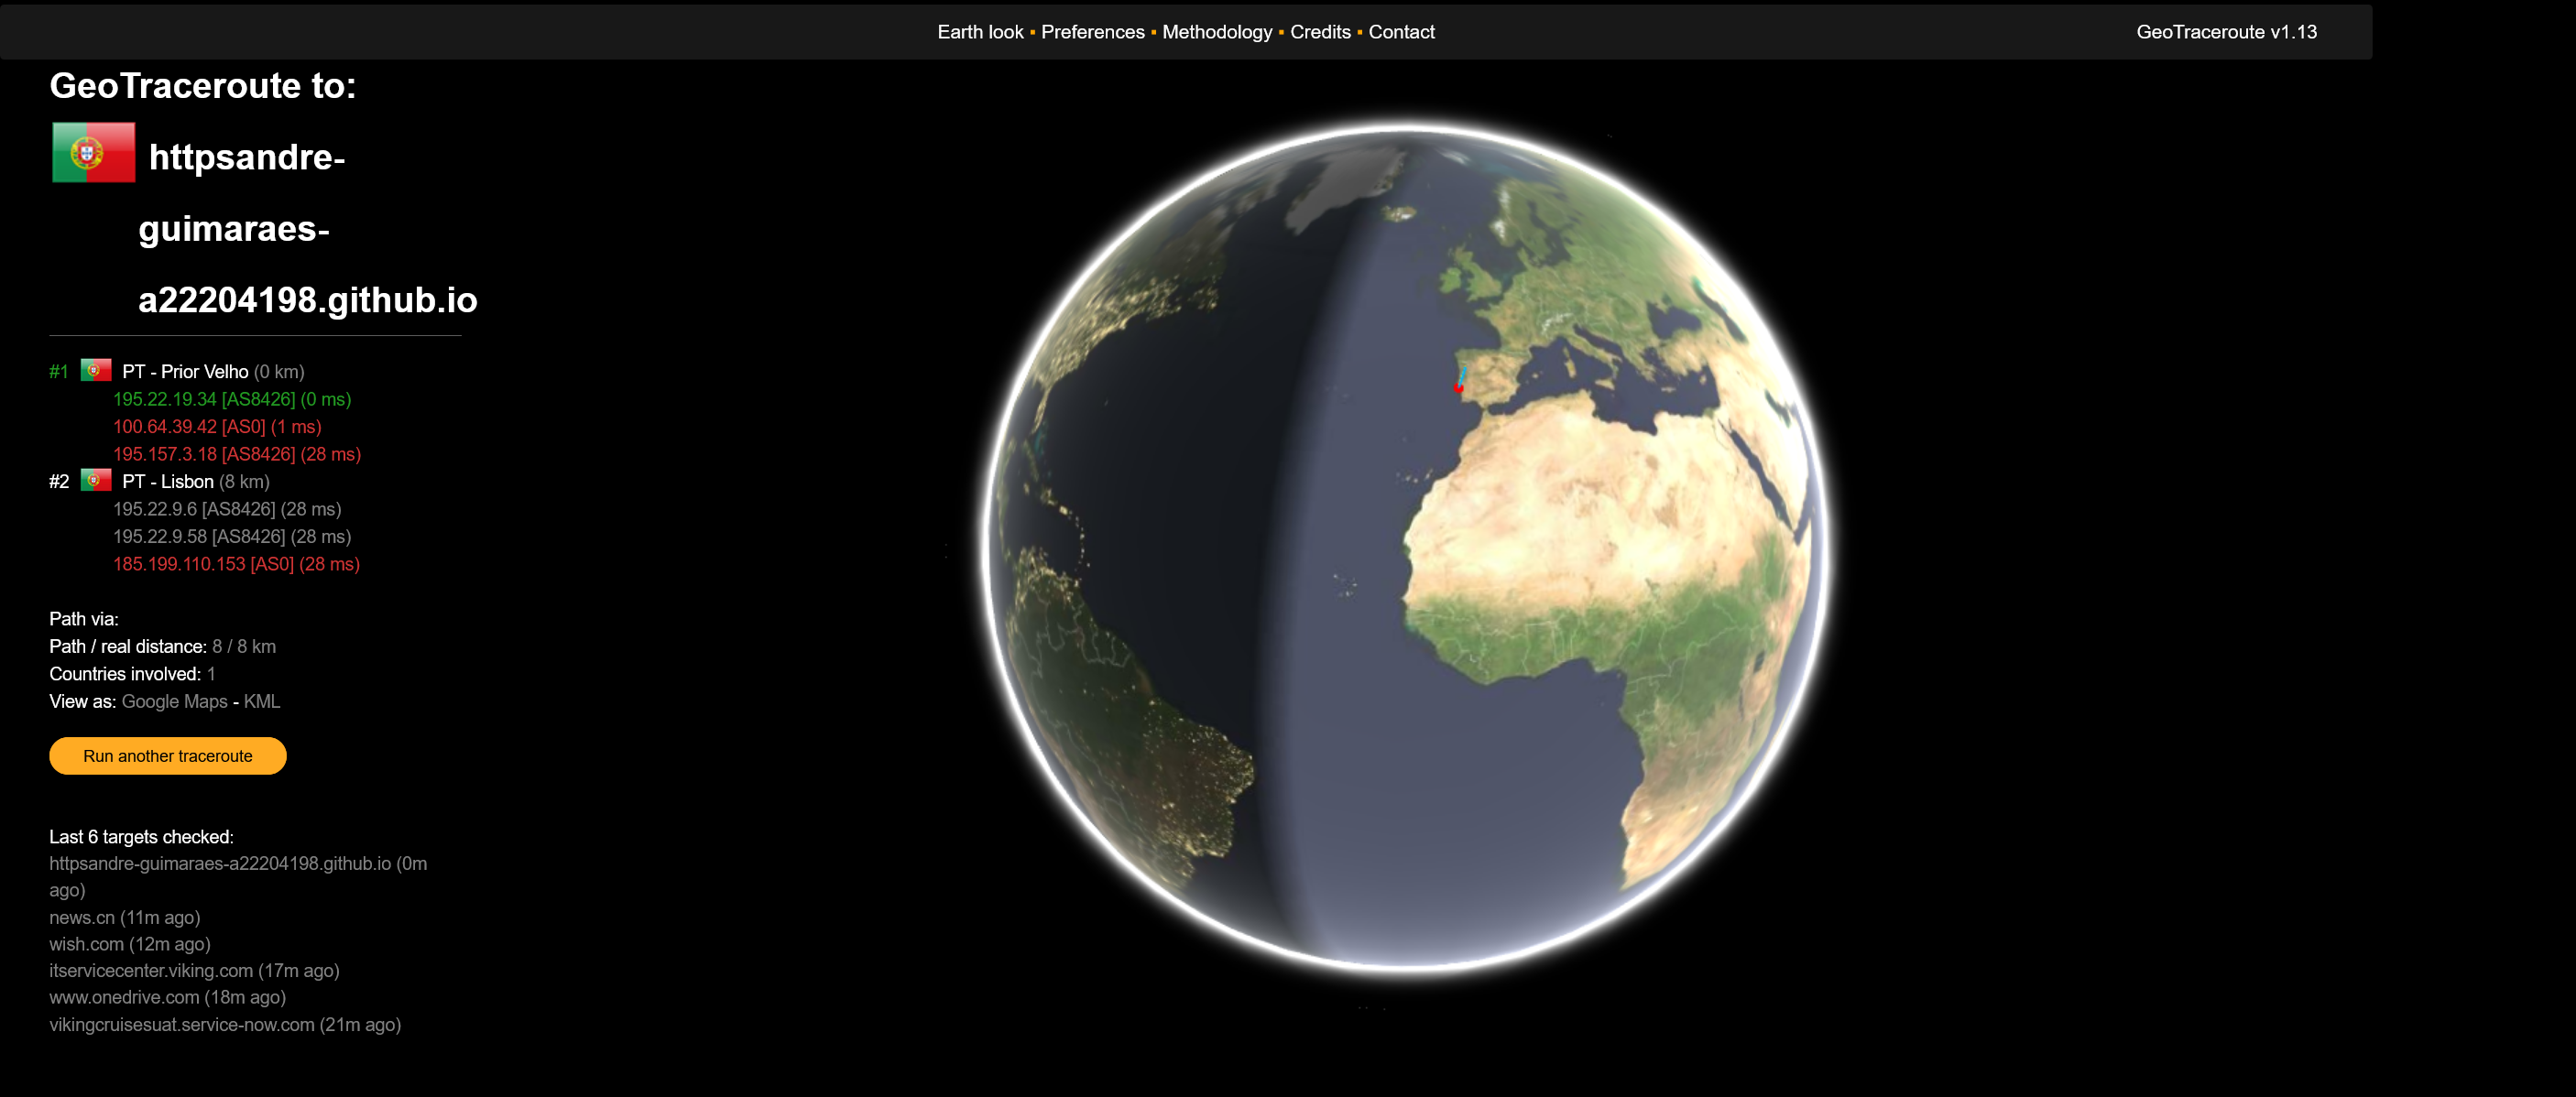 Earth look ▪ Preferences ▪ Methodology ▪ Credits ▪ Contact
GeoTraceroute v1.13
GeoTraceroute to:
httpsandre-
guimaraes-
a22204198.github.io
#1 PT - Prior Velho (0 km)
195.22.19.34 [AS8426] (0 ms)
100.64.39.42 [AS0] (1 ms)
195.157.3.18 [AS8426] (28 ms)
#2 PT - Lisbon (8 km)
195.22.9.6 [AS8426] (28 ms)
195.22.9.58 [AS8426] (28 ms)
185.199.110.153 [AS0] (28 ms)
Path via:
Path / real distance: 8 / 8 km
Countries involved: 1
View as: Google Maps - KML
Run another traceroute
Last 6 targets checked:
httpsandre-guimaraes-a22204198.github.io (0m
ago)
news.cn (11m ago)
wish.com (12m ago)
itservicecenter.viking.com (17m ago)
www.onedrive.com (18m ago)
vikingcruisesuat.service-now.com (21m ago)